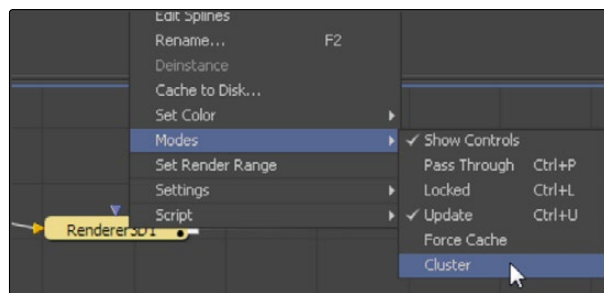 Edit Splines
Rename... F2
Deinstance
Cache to Disk...
Set Color
Modes
Set Render Range
Settings
Script
Show Controls
Pass Through Ctrl+P
Locked Ctrl+L
Update Ctrl+U
Force Cache
Cluster
Renderer3D1